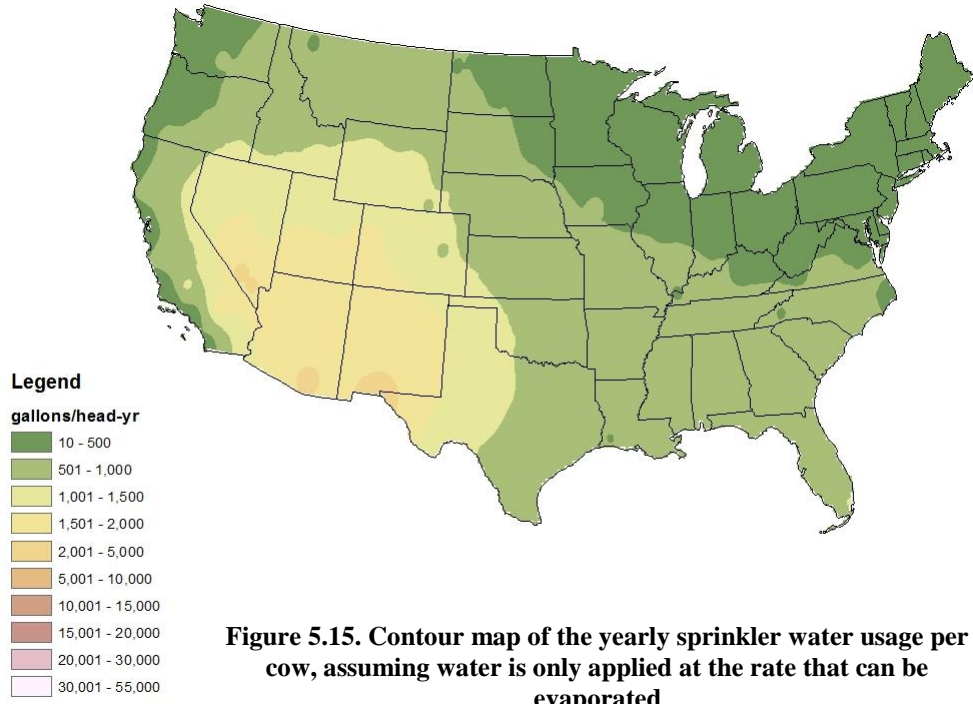 Legend
gallons/head-yr
10 - 500
501 - 1,000
1,001 - 1,500
1,501 - 2,000
2,001 - 5,000
5,001 - 10,000
10,001 - 15,000
15,001 - 20,000
20,001 - 30,000
30,001 - 55,000
Figure 5.15. Contour map of the yearly sprinkler water usage per
cow, assuming water is only applied at the rate that can be
evaporated